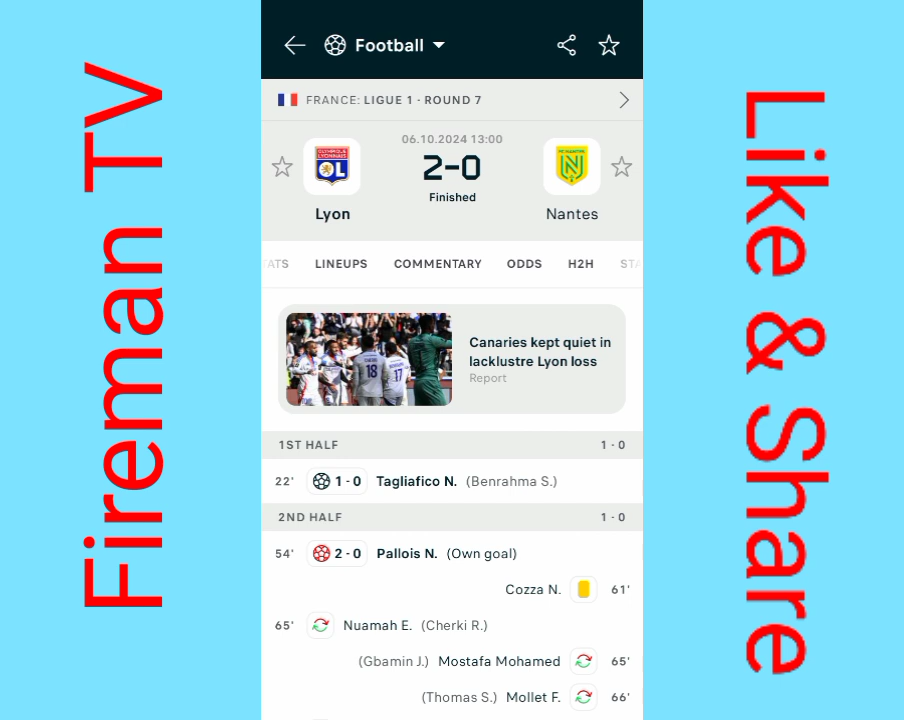 Fireman TV
Football
FRANCE: LIGUE 1 · ROUND 7
06.10.2024 13:00
2-0
Finished
Lyon
Nantes
ATS LINEUPS COMMENTARY ODDS H2H STA
Canaries kept quiet in
lacklustre Lyon loss
Report
18 17
1ST HALF 1 · 0
22' 1 · 0 Tagliafico N. (Benrahma S.)
2ND HALF 1 · 0
54' 2 · 0 Pallois N. (Own goal)
Cozza N. 61'
65' Nuamah E. (Cherki R.)
(Gbamin J.) Mostafa Mohamed 65'
(Thomas S.) Mollet F. 66'
Like & Share